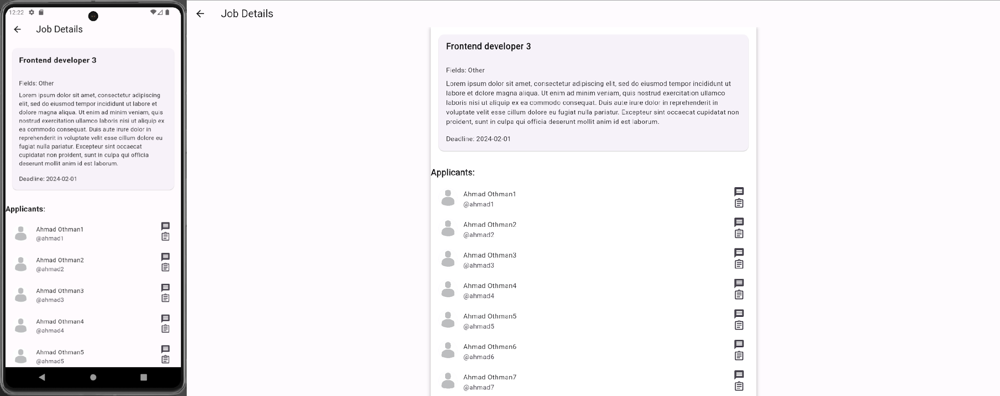 12:22
Job Details
Frontend developer 3
Fields: Other
Lorem ipsum dolor sit amet, consectetur adipiscing
elit, sed do eiusmod tempor incididunt ut labore et
dolore magna aliqua. Ut enim ad minim veniam, quis
nostrud exercitation ullamco laboris nisi ut aliquip ex
ea commodo consequat. Duis aute irure dolor in
reprehenderit in voluptate velit esse cillum dolore eu
fugiat nulla pariatur. Excepteur sint occaecat
cupidatat non proident, sunt in culpa qui officia
deserunt mollit anim id est laborum.
Deadline: 2024-02-01
Applicants:
Ahmad Othman1
@ahmad1
Ahmad Othman2
@ahmad2
Ahmad Othman3
@ahmad3
Ahmad Othman4
@ahmad4
Ahmad Othman5
@ahmad5
Job Details
Frontend developer 3
Fields: Other
Lorem ipsum dolor sit amet, consectetur adipiscing elit, sed do eiusmod tempor incididunt ut
labore et dolore magna aliqua. Ut enim ad minim veniam, quis nostrud exercitation ullamco
laboris nisi ut aliquip ex ea commodo consequat. Duis aute irure dolor in reprehenderit in
voluptate velit esse cillum dolore eu fugiat nulla pariatur. Excepteur sint occaecat cupidatat non
proident, sunt in culpa qui officia deserunt mollit anim id est laborum.
Deadline: 2024-02-01
Applicants:
Ahmad Othman1
@ahmad1
Ahmad Othman2
@ahmad2
Ahmad Othman3
@ahmad3
Ahmad Othman4
@ahmad4
Ahmad Othman5
@ahmad5
Ahmad Othman6
@ahmad6
Ahmad Othman7
@ahmad7